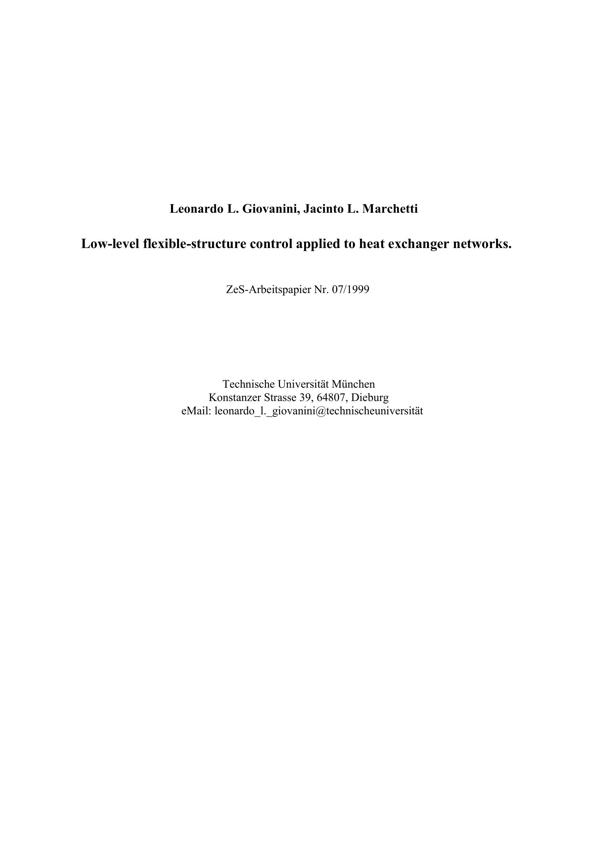 Leonardo L. Giovanini, Jacinto L. Marchetti
Low-level flexible-structure control applied to heat exchanger networks.
ZeS-Arbeitspapier Nr. 07/1999
Technische Universität München
Konstanzer Strasse 39, 64807, Dieburg
eMail: leonardo_l._giovanini@technischeuniversität